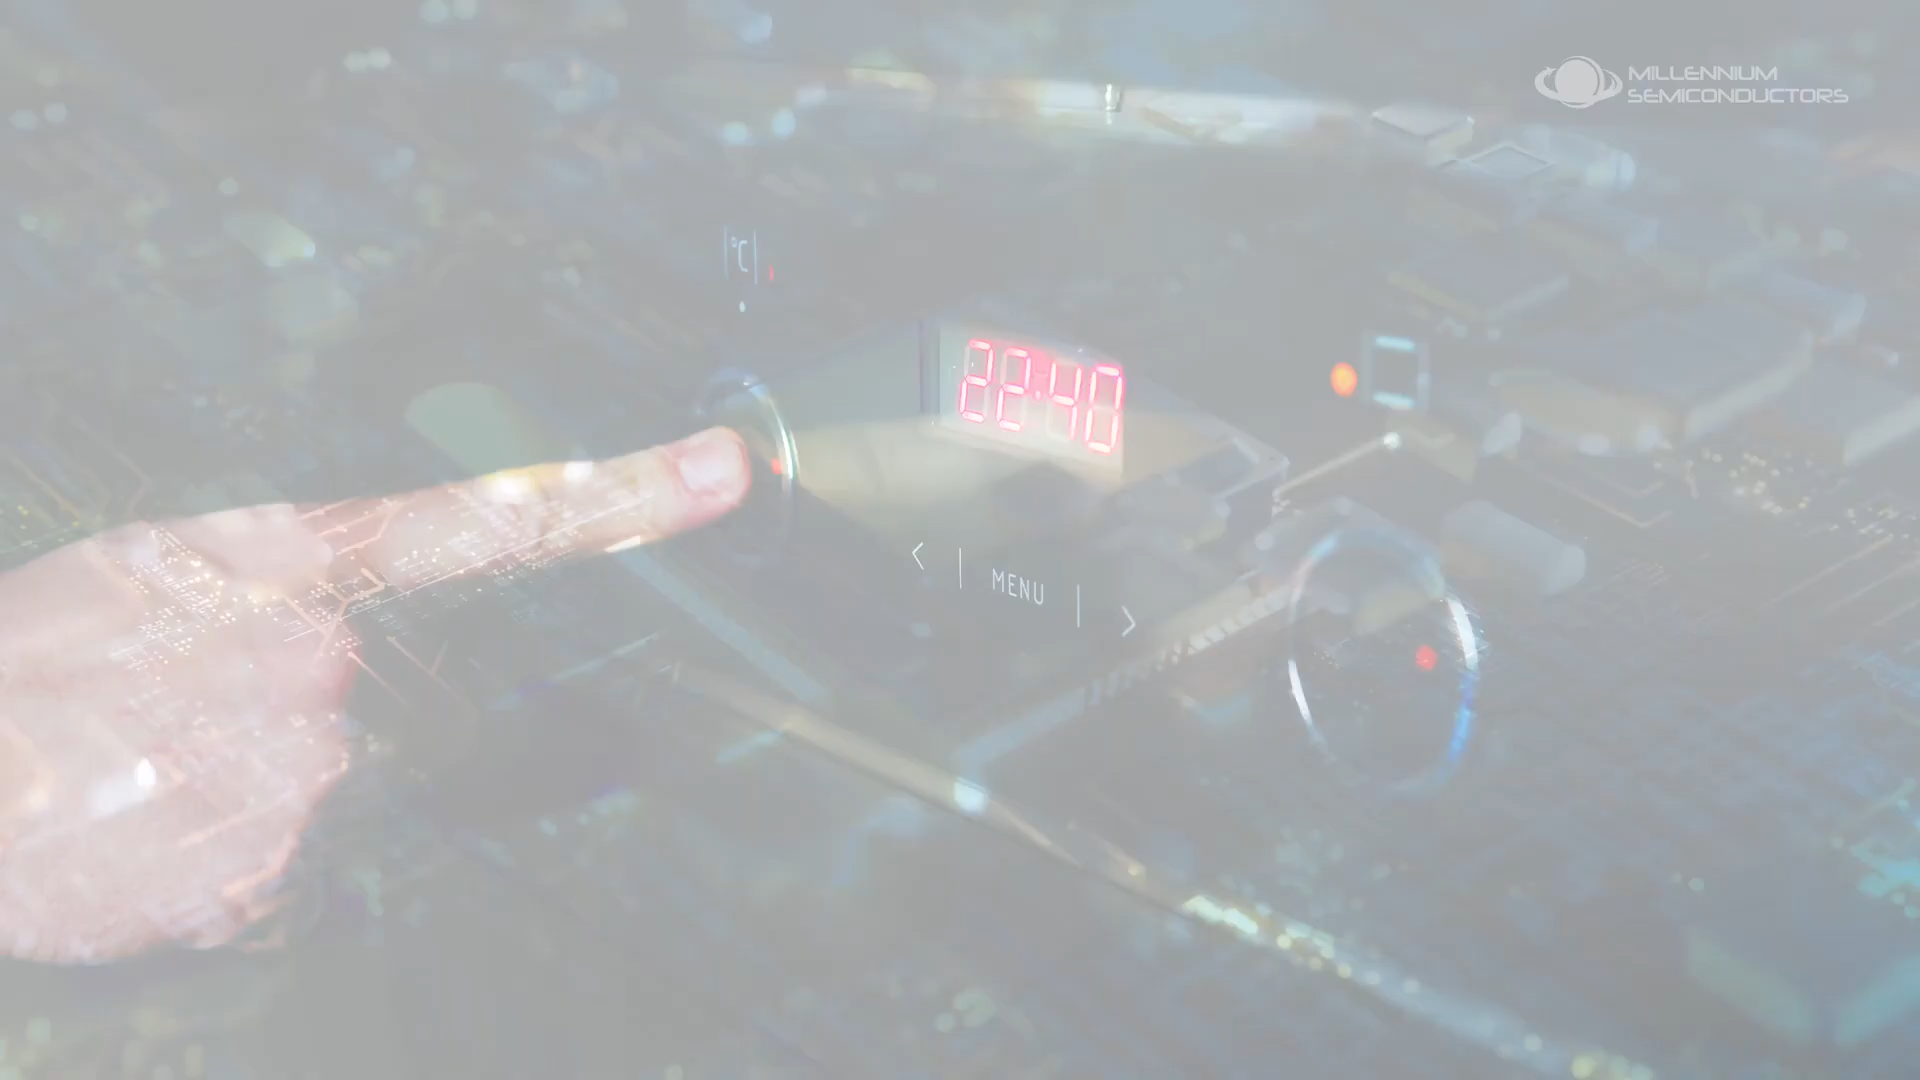 MILLENNIUM
SEMICONDUCTORS
°C
22:40
< | MENU | >